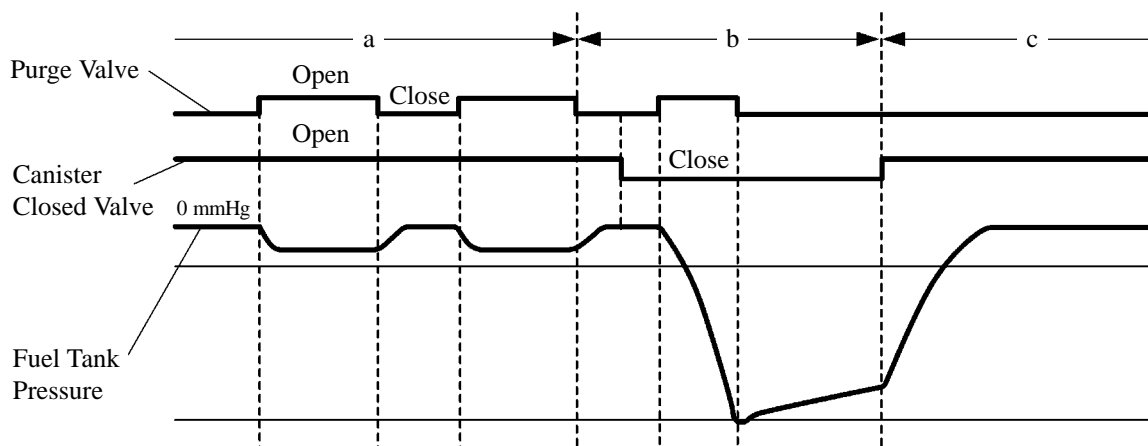 a
b
c
Purge Valve
Open
Close
Open
Close
Canister
Closed Valve
0 mmHg
Fuel Tank
Pressure